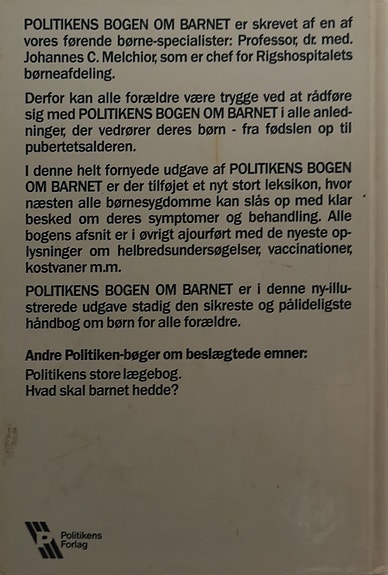 POLITIKENS BOGEN OM BARNET er skrevet af en af
vores førende børne-specialister: Professor, dr. med.
Johannes C. Melchior, som er chef for Rigshospitalets
børneafdeling.
Derfor kan alle forældre være trygge ved at rådføre
sig med POLITIKENS BOGEN OM BARNET i alle anled-
ninger, der vedrører deres børn - fra fødslen op til
pubertetsalderen.
I denne helt fornyede udgave af POLITIKENS BOGEN
OM BARNET er der tilføjet et nyt stort leksikon, hvor
næsten alle børnesygdomme kan slås op med klar
besked om deres symptomer og behandling. Alle
bogens afsnit er i øvrigt ajourført med de nyeste op-
lysninger om helbredsundersøgelser, vaccinationer,
kostvaner m.m.
POLITIKENS BOGEN OM BARNET er i denne ny-illu-
strerede udgave stadig den sikreste og pålideligste
håndbog om børn for alle forældre.
Andre Politiken-bøger om beslægtede emner:
Politikens store lægebog.
Hvad skal barnet hedde?
P
Politikens
Forlag